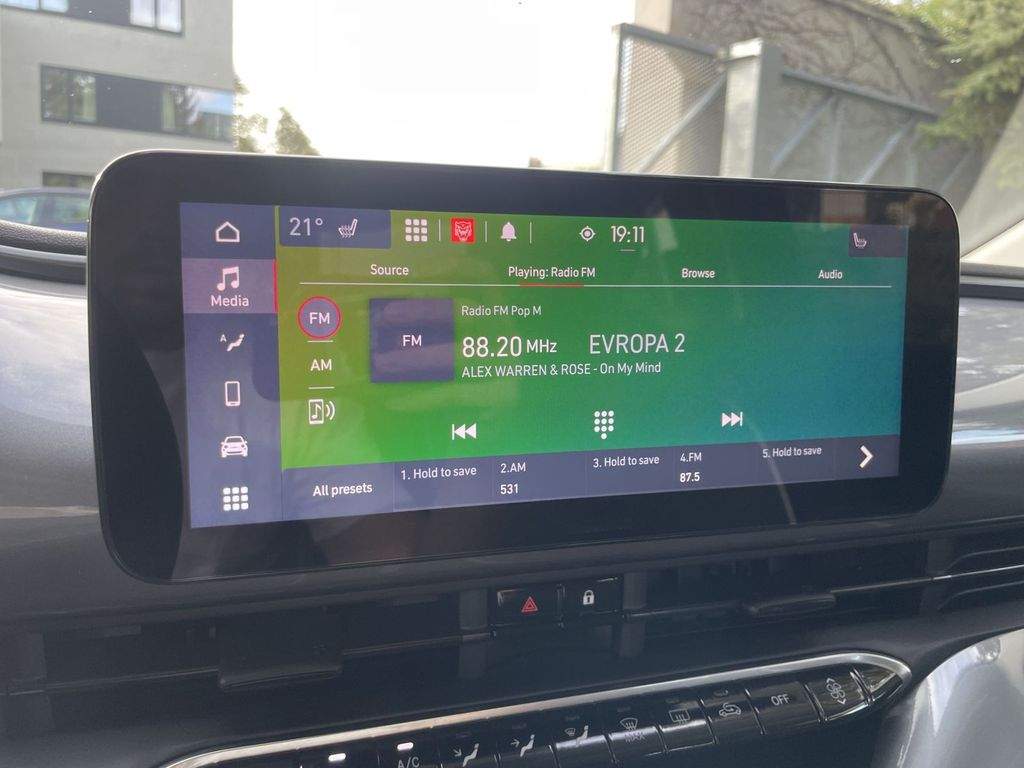 21° 19:11
Source Playing: Radio FM Browse Audio
Media
FM
AM
FM
Radio FM Pop M
88.20 MHz EVROPA 2
ALEX WARREN & ROSE - On My Mind
All presets
1. Hold to save
2.AM
531
3. Hold to save
4.FM
87.5
5. Hold to save
A/C
OFF